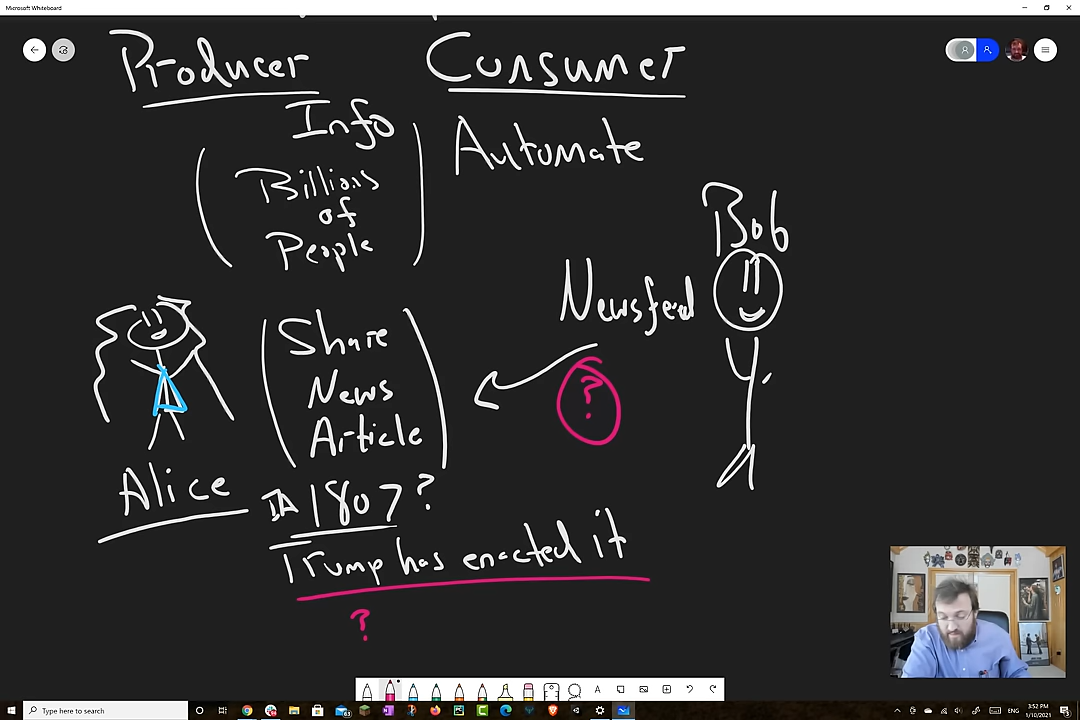 Microsoft Whiteboard
Producer
Consumer
Info
Automate
(Billions
of
People)
Bob
Newsfeed
?
(Share
News
Article)
Alice
IA 1807?
Trump has enacted it
?
Type here to search
3:52 PM
1/10/2021